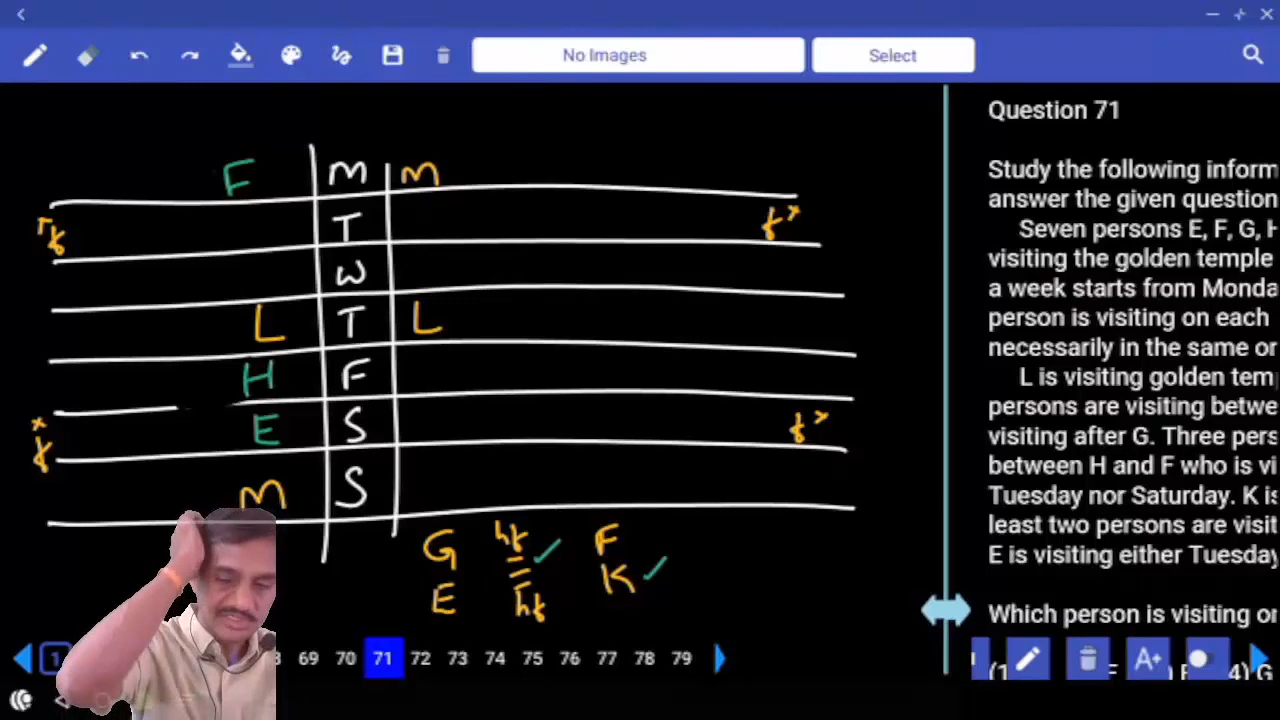 No Images Select
Question 71
F M M
T
W
L T L
H F
E S
M S
G F
E K
Study the following inform
answer the given question
Seven persons E, F, G, H
visiting the golden temple
a week starts from Monda
person is visiting on each
necessarily in the same or
L is visiting golden tem
persons are visiting betwe
visiting after G. Three pers
between H and F who is vi
Tuesday nor Saturday. K is
least two persons are visit
E is visiting either Tuesday
Which person is visiting or
69 70 71 72 73 74 75 76 77 78 79
A+